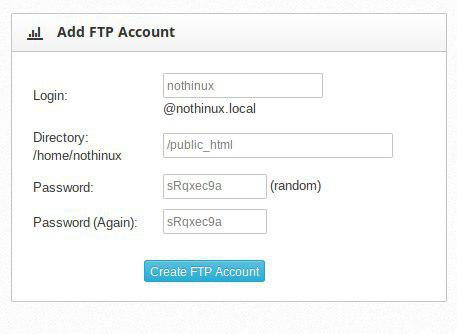 Add FTP Account
Login:
nothinux
@nothinux.local
Directory:
/home/nothinux
/public_html
Password:
sRqxec9a
(random)
Password (Again):
sRqxec9a
Create FTP Account